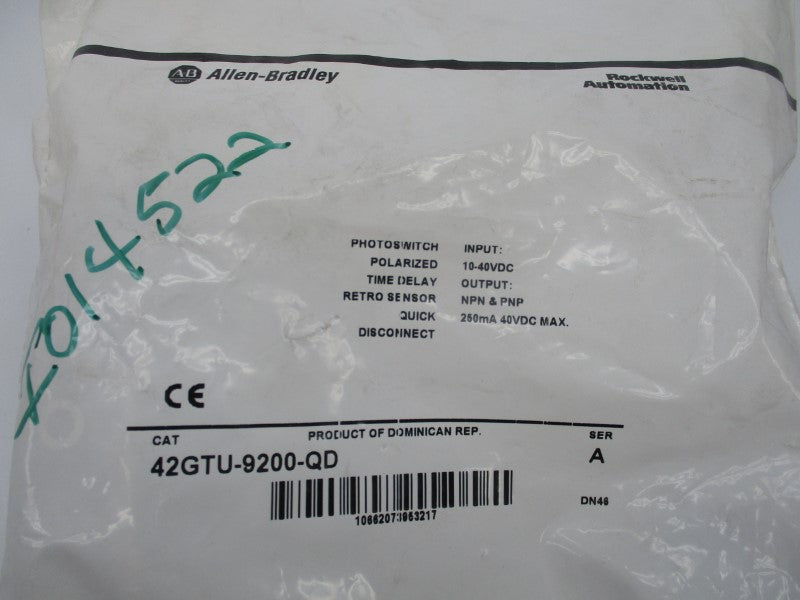 AB Allen-Bradley
Rockwell
Automation
X014522
PHOTOSWITCH INPUT:
POLARIZED 10-40VDC
TIME DELAY OUTPUT:
RETRO SENSOR NPN & PNP
QUICK 250mA 40VDC MAX.
DISCONNECT
CE
CAT PRODUCT OF DOMINICAN REP. SER
42GTU-9200-QD A
DN46